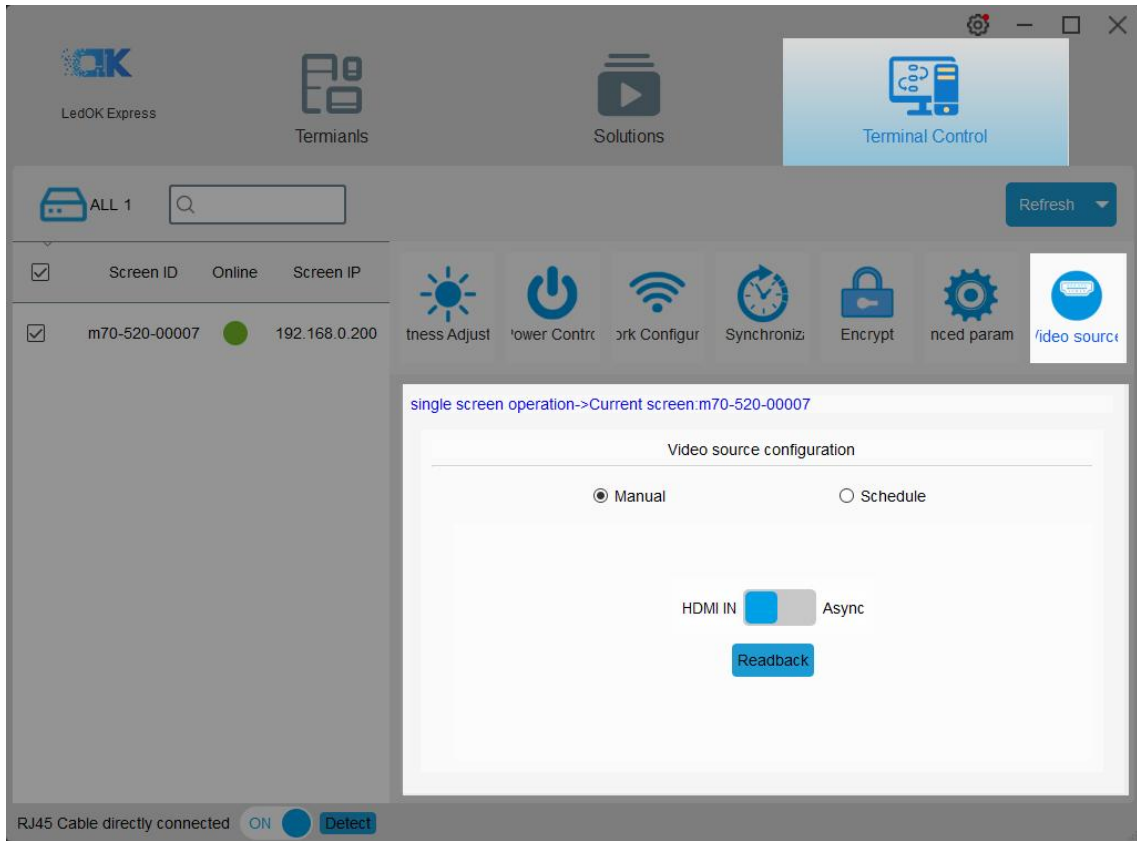 LedOK Express
Termianls
Solutions
Terminal Control
ALL 1
Refresh
Screen ID Online Screen IP
m70-520-00007 192.168.0.200
tness Adjust
ower Contro
ork Configur
Synchroniz
Encrypt
nced param
ideo source
single screen operation->Current screen:m70-520-00007
Video source configuration
Manual Schedule
HDMI IN Async
Readback
RJ45 Cable directly connected ON Detect